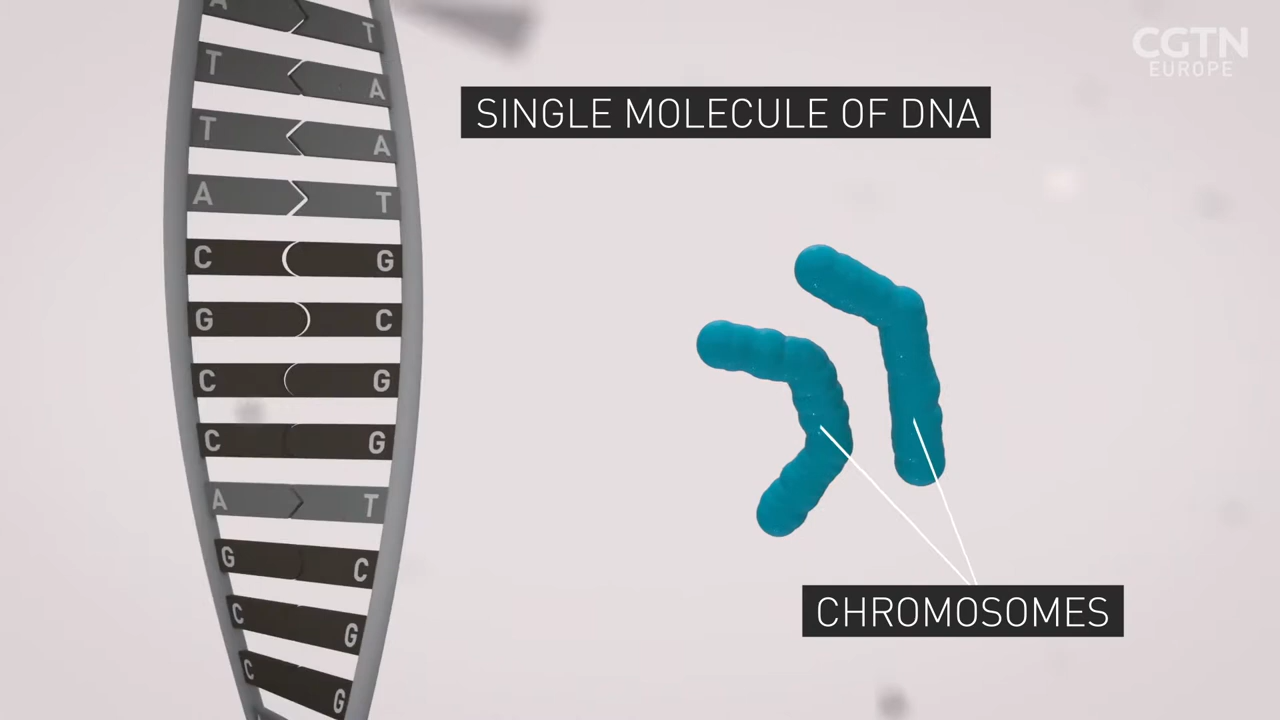 A T
T A
T A
A T
C G
G C
C G
C G
A T
G C
C G
C G
CGTN
EUROPE
SINGLE MOLECULE OF DNA
CHROMOSOMES